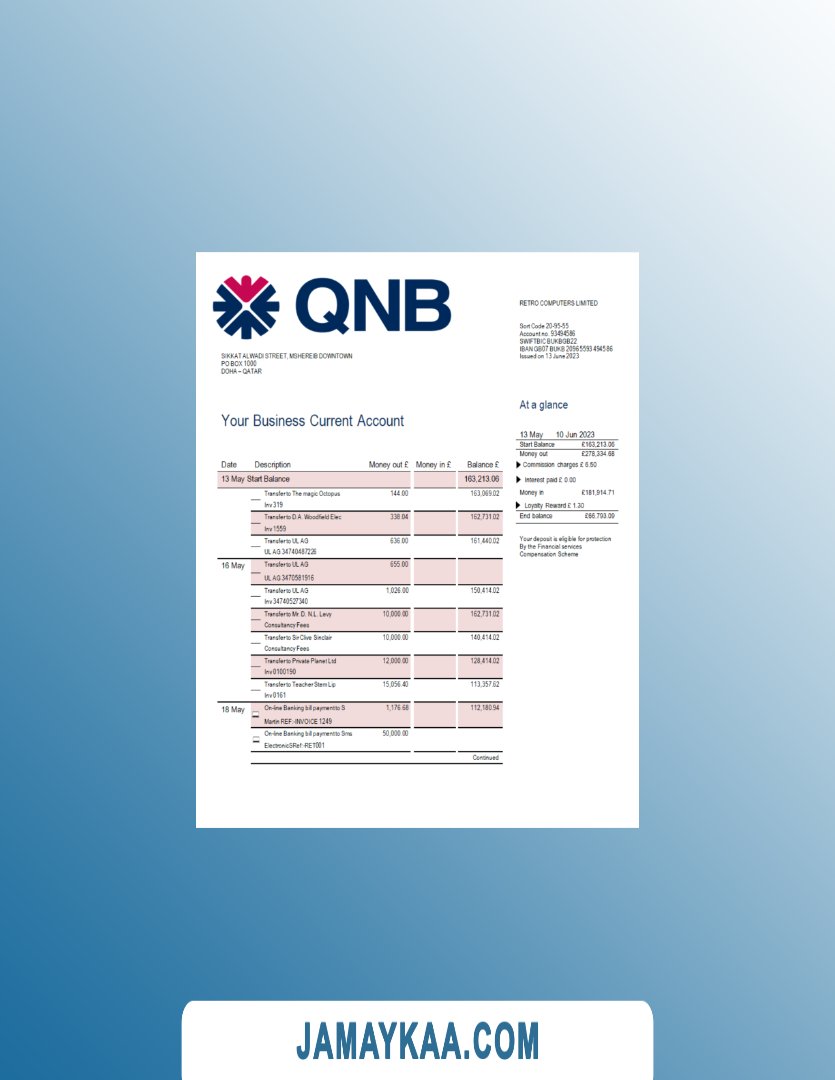 QNB
RETRO COMPUTERS LIMITED
Sort Code 20-95-55
Account no. 93494586
SWIFTBIC BUKBGB22
IBAN GB07 BUKB 20965593 494586
Issued on 13 June 2023
SIKKAT ALWADI STREET, MSHEREIB DOWNTOWN
PO BOX 1000
DOHA – QATAR
At a glance
Your Business Current Account
13 May 10 Jun 2023
Start Balance £163,213.06
Money out £278,334.68
Commission charges £ 6.50
Interest paid £ 0.00
Money in £181,914.71
Loyalty Reward £ 1.30
End balance £66,793.09
Your deposit is eligible for protection
By the Financial services
Compensation Scheme
Date Description Money out £ Money in £ Balance £
13 May Start Balance 163,213.06
Transfer to The magic Octopus 144.00 163,069.02
Inv 319
Transfer to D.A. Woodfield Elec 338.04 162,731.02
Inv 1559
Transfer to UL AG 636.00 161,440.02
UL AG 34740487226
16 May Transfer to UL AG 655.00
UL AG 3470581916
Transfer to UL AG 1,026.00 150,414.02
Inv 34740527340
Transfer to Mr. D. N.L. Levy 10,000.00 162,731.02
Consultancy Fees
Transfer to Sir Clive Sinclair 10,000.00 140,414.02
Consultancy Fees
Transfer to Private Planet Ltd 12,000.00 128,414.02
Inv 0100190
Transfer to Teacher Stern Lip 15,056.40 113,357.62
Inv 0161
18 May On-line Banking bill payment to S 1,176.68 112,180.94
Martin REF:-INVOICE 1249
On-line Banking bill payment to Sms 50,000.00
ElectronicSRef:-RET001
Continued
JAMAYKAA.COM